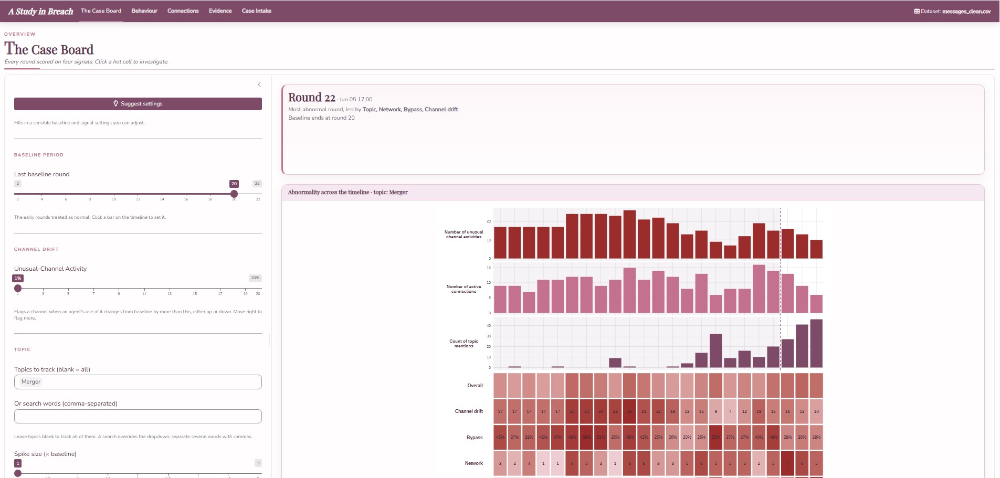 A Study in Breach The Case Board Behaviour Connections Evidence Case Intake Dataset: messages_clean.csv
OVERVIEW
The Case Board
Every round scored on four signals. Click a hot cell to investigate.
Suggest settings
Fills in a sensible baseline and signal settings you can adjust.
BASELINE PERIOD
Last baseline round
2 20 22
2 4 6 8 10 12 14 16 18 20 22
The early rounds treated as normal. Click a bar on the timeline to set it.
CHANNEL DRIFT
Unusual-Channel Activity
1% 20%
1 3 5 7 9 11 13 15 17 19 20
Flags a channel when an agent's use of it changes from baseline by more than this, either up or down. Move right to
flag more.
TOPIC
Topics to track (blank = all)
Merger
Or search words (comma-separated)
Leave topics blank to track all of them. A search overrides the dropdown; separate several words with commas.
Spike size (× baseline)
1 5
Round 22 · Jun 05 17:00
Most abnormal round, led by Topic, Network, Bypass, Channel drift
Baseline ends at round 20
Abnormality across the timeline · topic: Merger
Number of unusual
channel activities
20
10
0
Number of active
connections
15
10
5
0
Count of topic
mentions
40
30
20
10
0
Overall
Channel drift 17 17 17 17 17 24 24 24 23 26 21 22 19 13 15 9 7 12 19 15 16 13 10
Bypass 45% 37% 38% 42% 47% 49% 52% 51% 35% 48% 42% 35% 26% 20% 26% 52% 37% 37% 40% 48% 28% 30% 28%
Network 3 2 4 1 1 6 5 3 1 6 6 3 3 5 6 5 5 5 2 5 7 6 5